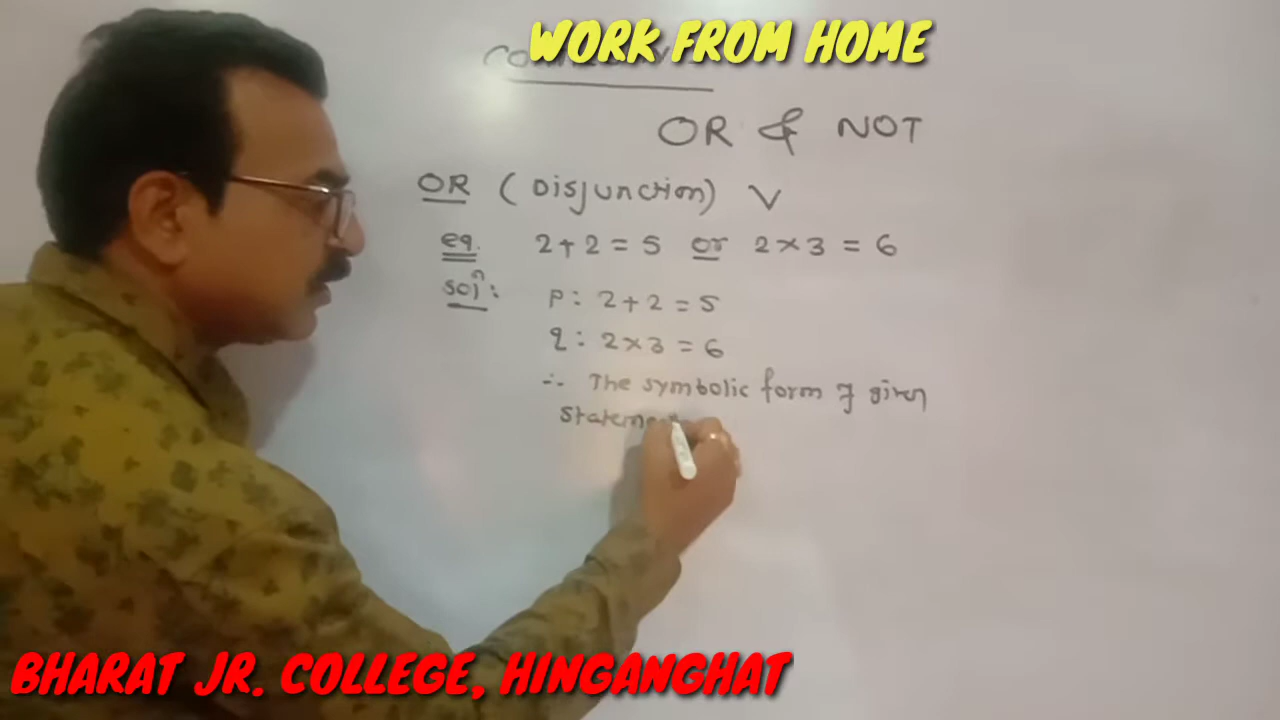 WORK FROM HOME
OR & NOT
OR (Disjunction) V
eg. 2+2=5 or 2×3=6
Solⁿ: p: 2+2=5
q: 2×3=6
∴ The symbolic form of given
statement
BHARAT JR. COLLEGE, HINGANGHAT